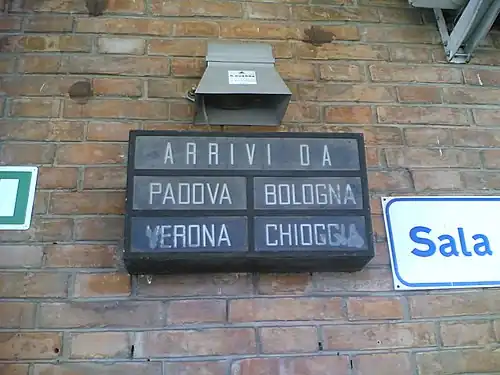 ARRIVI DA
PADOVA BOLOGNA
VERONA CHIOGGIA
Sala